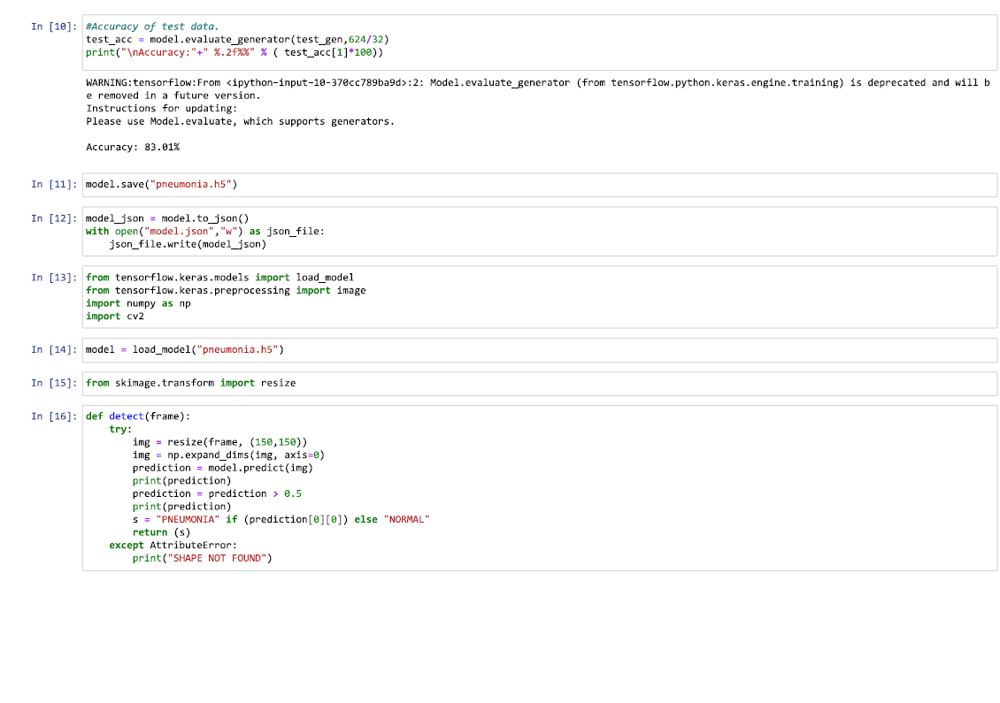 In [10]: #Accuracy of test data.
test_acc = model.evaluate_generator(test_gen,624/32)
print("\nAccuracy:"+" %.2f%%" % ( test_acc[1]*100))
WARNING:tensorflow:From <ipython-input-10-370cc789ba9d>:2: Model.evaluate_generator (from tensorflow.python.keras.engine.training) is deprecated and will b
e removed in a future version.
Instructions for updating:
Please use Model.evaluate, which supports generators.
Accuracy: 83.01%
In [11]: model.save("pneumonia.h5")
In [12]: model_json = model.to_json()
with open("model.json","w") as json_file:
    json_file.write(model_json)
In [13]: from tensorflow.keras.models import load_model
from tensorflow.keras.preprocessing import image
import numpy as np
import cv2
In [14]: model = load_model("pneumonia.h5")
In [15]: from skimage.transform import resize
In [16]: def detect(frame):
    try:
        img = resize(frame, (150,150))
        img = np.expand_dims(img, axis=0)
        prediction = model.predict(img)
        print(prediction)
        prediction = prediction > 0.5
        print(prediction)
        s = "PNEUMONIA" if (prediction[0][0]) else "NORMAL"
        return (s)
    except AttributeError:
        print("SHAPE NOT FOUND")